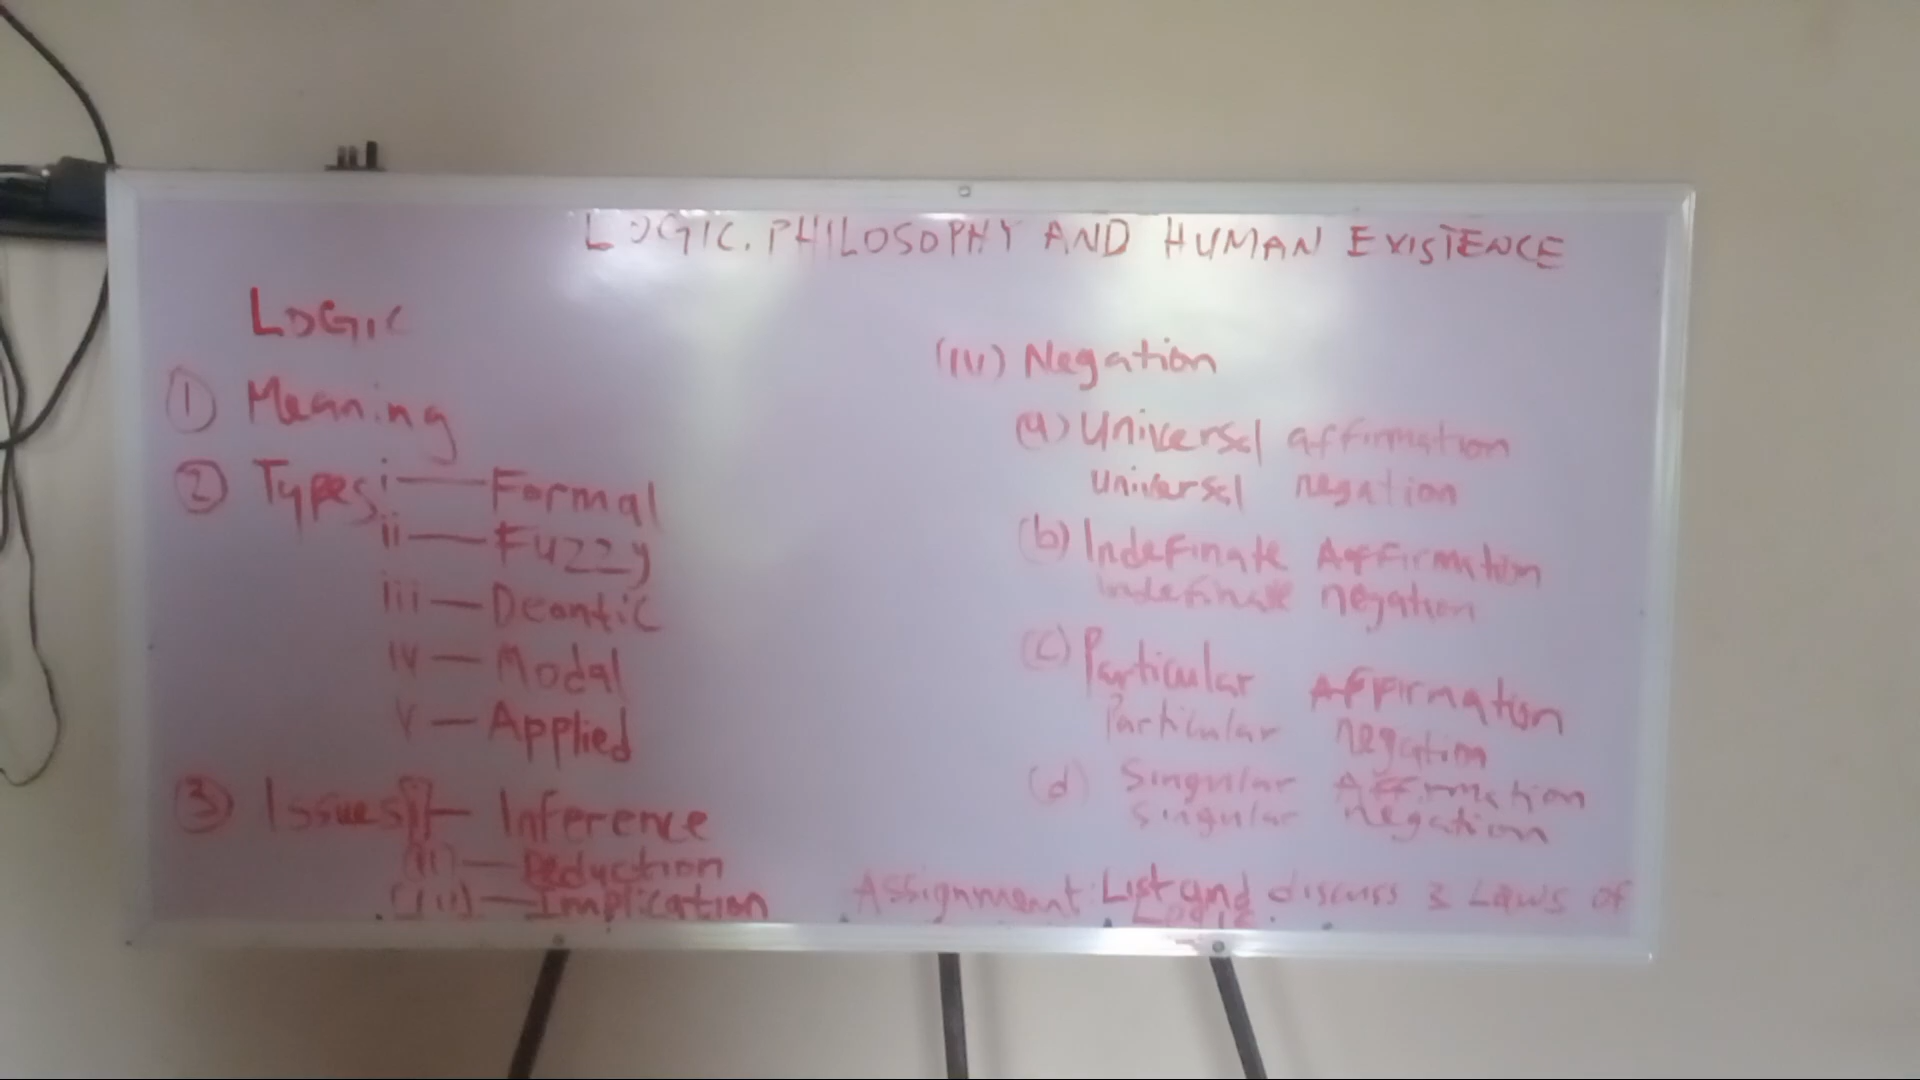 LOGIC. PHILOSOPHY AND HUMAN EXISTENCE
LOGIC
① Meaning
② Types i — Formal
ii — Fuzzy
iii — Deontic
iv — Modal
v — Applied
③ Issues i — Inference
(ii) — Deduction
(iii) — Implication
(iv) Negation
(a) Universal affirmation
universal negation
(b) Indefinate Affirmation
indefinate negation
(c) Particular Affirmation
Particular negation
(d) Singular Affirmation
singular negation
Assignment: List and discuss 3 Laws of
Logic.